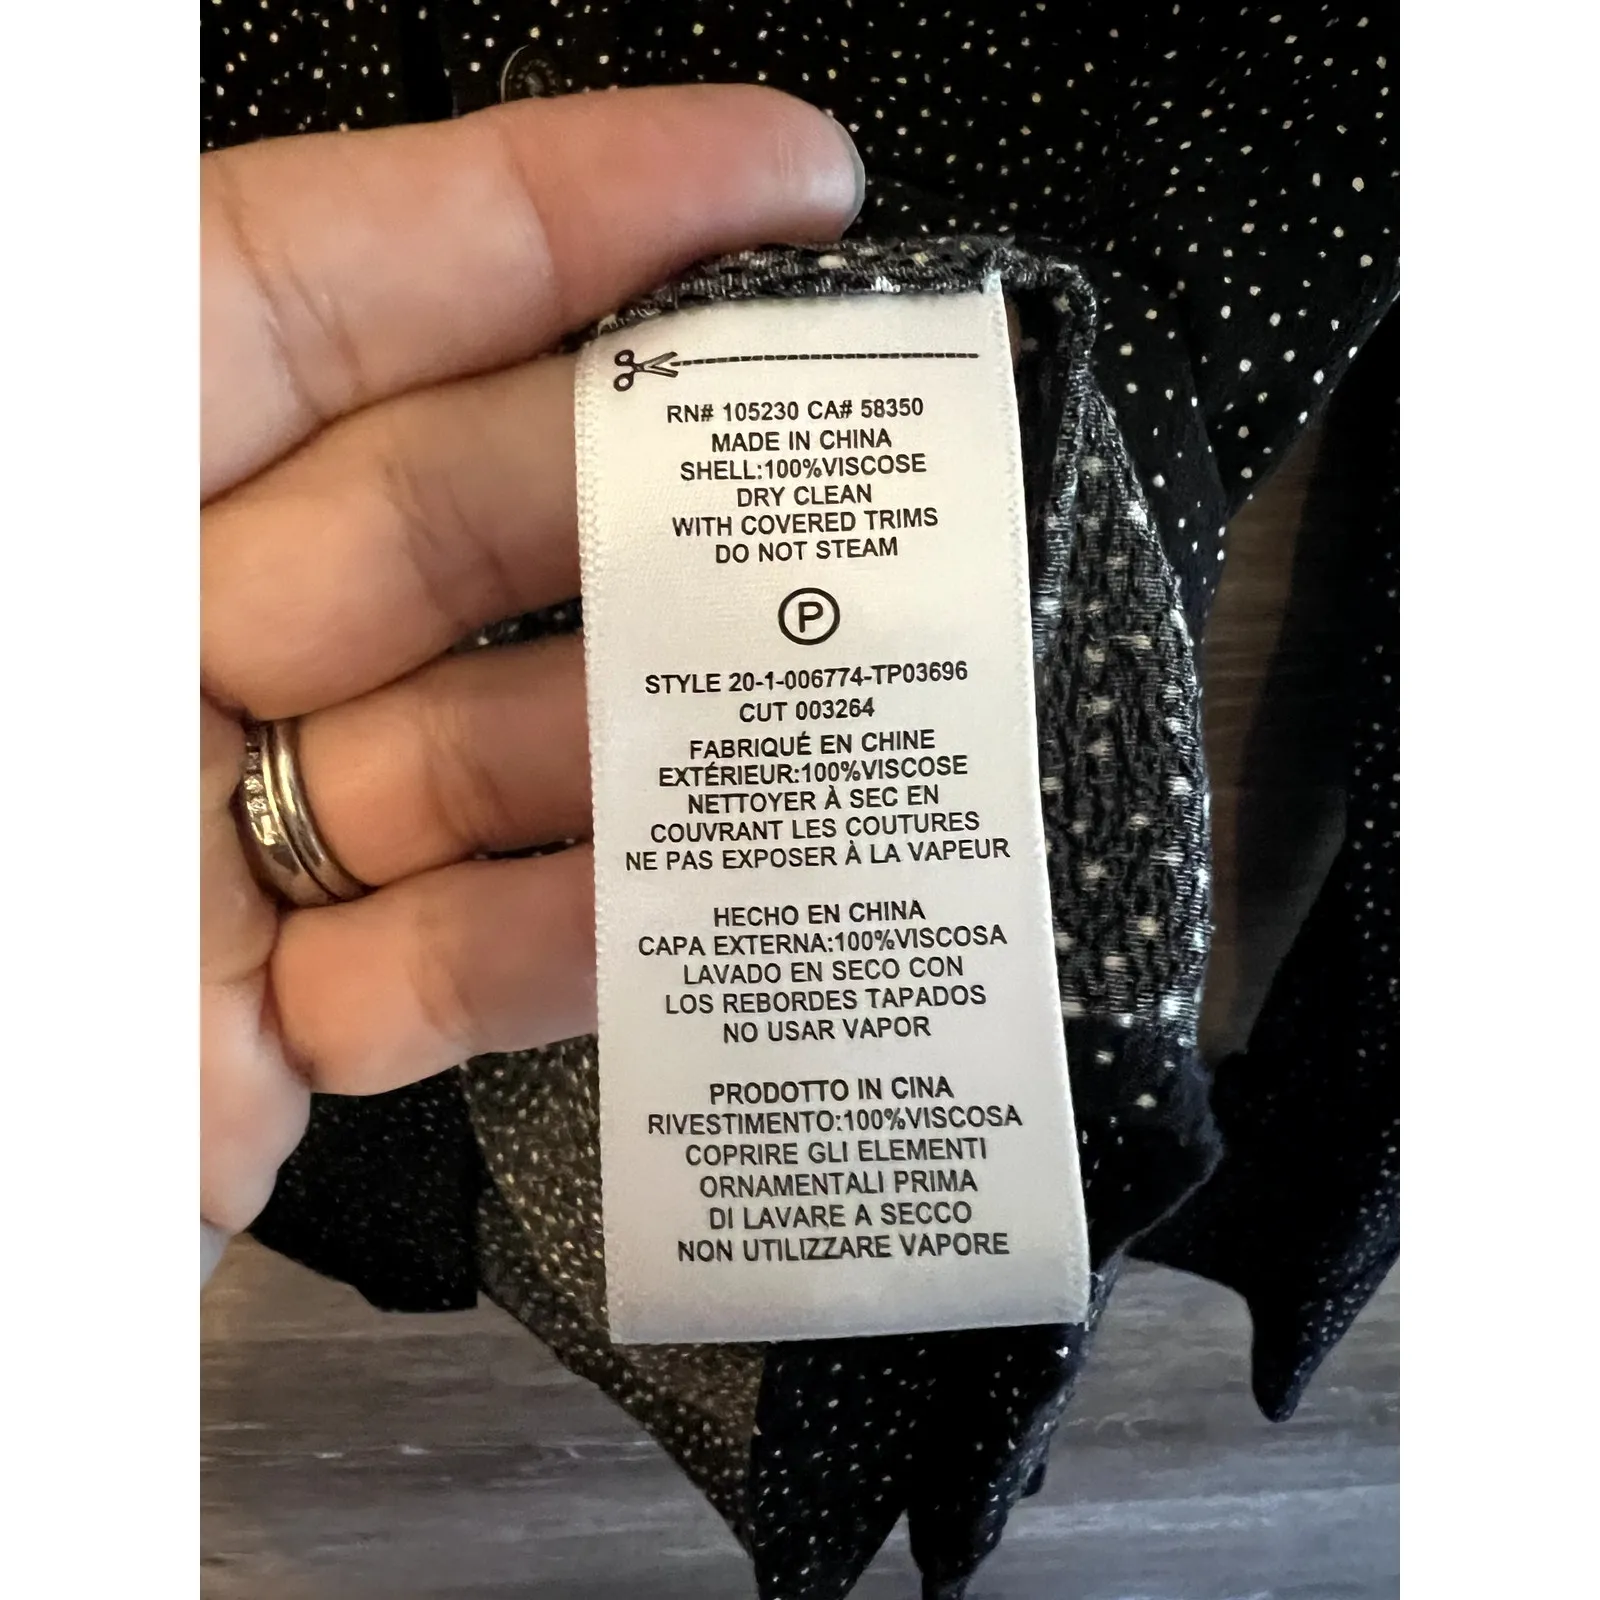 RN# 105230 CA# 58350
MADE IN CHINA
SHELL:100%VISCOSE
DRY CLEAN
WITH COVERED TRIMS
DO NOT STEAM
P
STYLE 20-1-006774-TP03696
CUT 003264
FABRIQUÉ EN CHINE
EXTÉRIEUR:100%VISCOSE
NETTOYER À SEC EN
COUVRANT LES COUTURES
NE PAS EXPOSER À LA VAPEUR
HECHO EN CHINA
CAPA EXTERNA:100%VISCOSA
LAVADO EN SECO CON
LOS REBORDES TAPADOS
NO USAR VAPOR
PRODOTTO IN CINA
RIVESTIMENTO:100%VISCOSA
COPRIRE GLI ELEMENTI
ORNAMENTALI PRIMA
DI LAVARE A SECCO
NON UTILIZZARE VAPORE